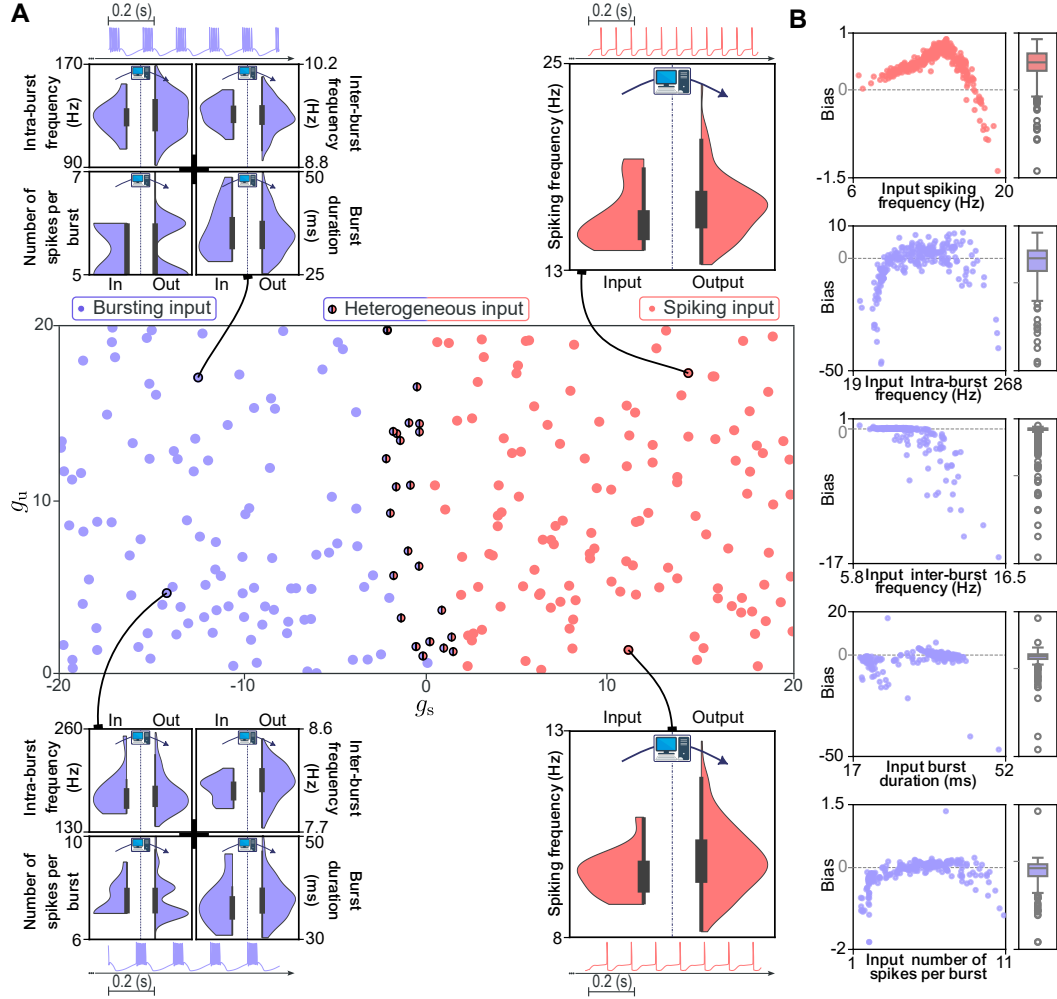 A
0.2 (s)
170
Intra-burst
frequency
(Hz)
90
10.2
Inter-burst
frequency
(Hz)
8.8
7
Number of
spikes per
burst
5
50
Burst
duration
(ms)
25
In
Out
In
Out
0.2 (s)
25
Spiking frequency (Hz)
13
Input
Output
Bursting input
Heterogeneous input
Spiking input
20
10
0
gu
-20
-10
0
10
20
gs
In
Out
In
Out
260
Intra-burst
frequency
(Hz)
130
8.6
Inter-burst
frequency
(Hz)
7.7
10
Number of
spikes per
burst
6
50
Burst
duration
(ms)
30
0.2 (s)
Input
Output
13
Spiking frequency (Hz)
8
0.2 (s)
B
1
0
Bias
-1.5
6
20
Input spiking
frequency (Hz)
10
0
Bias
-50
19
268
Input Intra-burst
frequency (Hz)
1
0
Bias
-17
5.8
16.5
Input inter-burst
frequency (Hz)
20
0
Bias
-50
17
52
Input burst
duration (ms)
1.5
0
Bias
-2
1
11
Input number of
spikes per burst